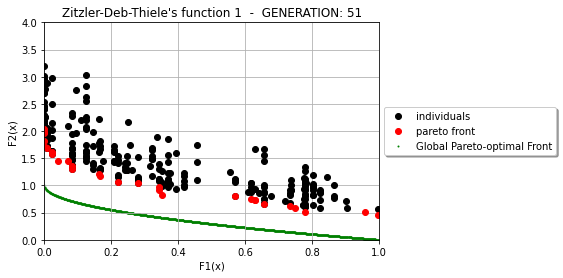 Zitzler-Deb-Thiele's function 1 - GENERATION: 51
4.0
3.5
3.0
2.5
2.0
1.5
1.0
0.5
0.0
F2(x)
0.0 0.2 0.4 0.6 0.8 1.0
F1(x)
individuals
pareto front
Global Pareto-optimal Front